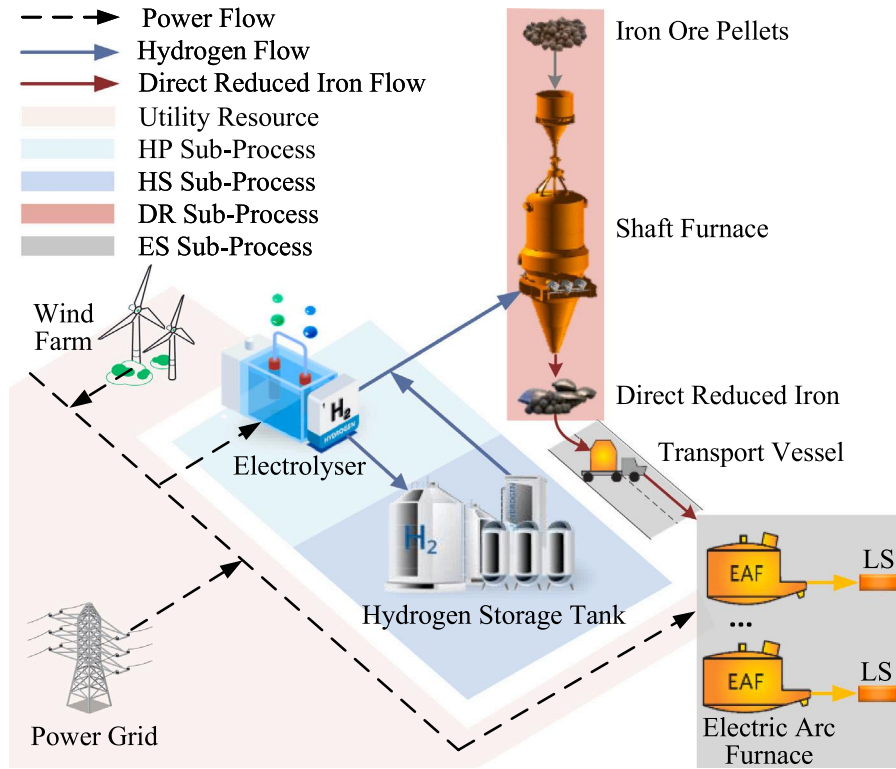 Power Flow
Hydrogen Flow
Direct Reduced Iron Flow
Utility Resource
HP Sub-Process
HS Sub-Process
DR Sub-Process
ES Sub-Process
Iron Ore Pellets
Shaft Furnace
Wind
Farm
H2
HYDROGEN
Electrolyser
Direct Reduced Iron
Transport Vessel
H2
HYDROGEN
Hydrogen Storage Tank
EAF
LS
...
EAF
LS
Power Grid
Electric Arc
Furnace